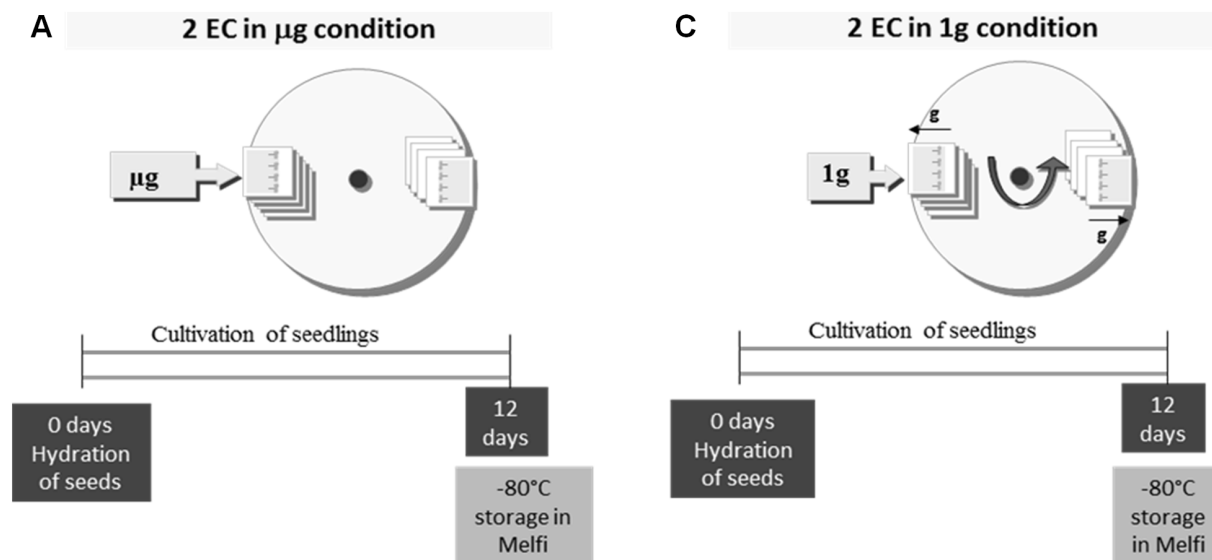 A
2 EC in µg condition
µg
Cultivation of seedlings
0 days
Hydration
of seeds
12
days
-80°C
storage in
Melfi
C
2 EC in 1g condition
g
1g
g
Cultivation of seedlings
0 days
Hydration
of seeds
12
days
-80°C
storage
in Melfi